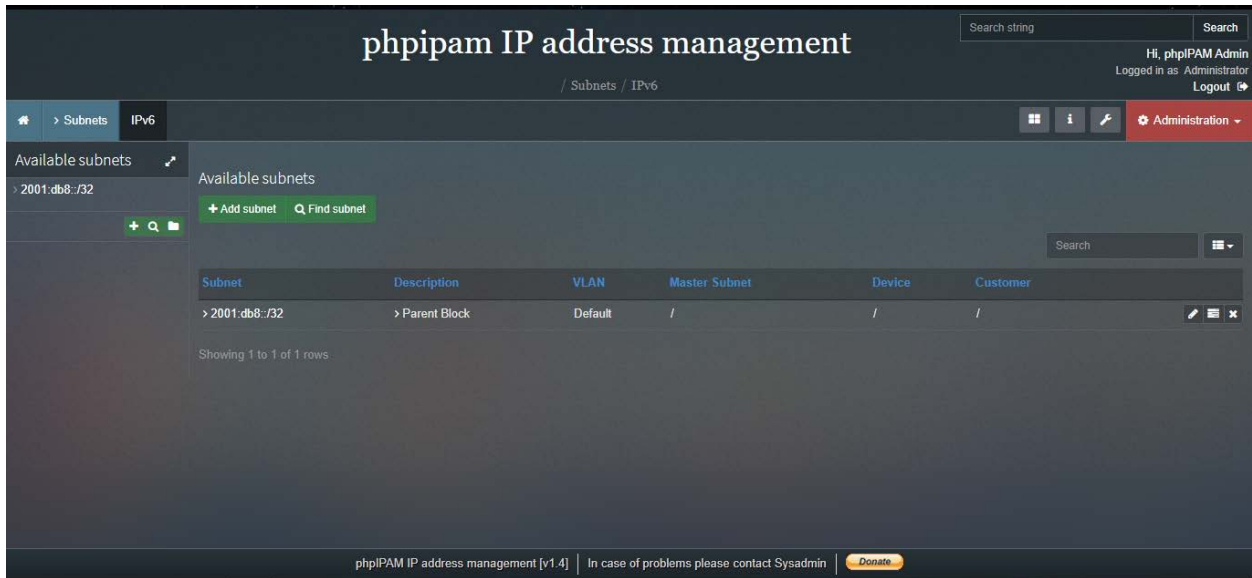 phpipam IP address management
/ Subnets / IPv6
Search string
Search
Hi, phpIPAM Admin
Logged in as Administrator
Logout
> Subnets
IPv6
Administration
Available subnets
> 2001:db8::/32
Available subnets
+ Add subnet Find subnet
Search
Subnet Description VLAN Master Subnet Device Customer
> 2001:db8::/32 > Parent Block Default / / /
Showing 1 to 1 of 1 rows
phpIPAM IP address management [v1.4] | In case of problems please contact Sysadmin | Donate